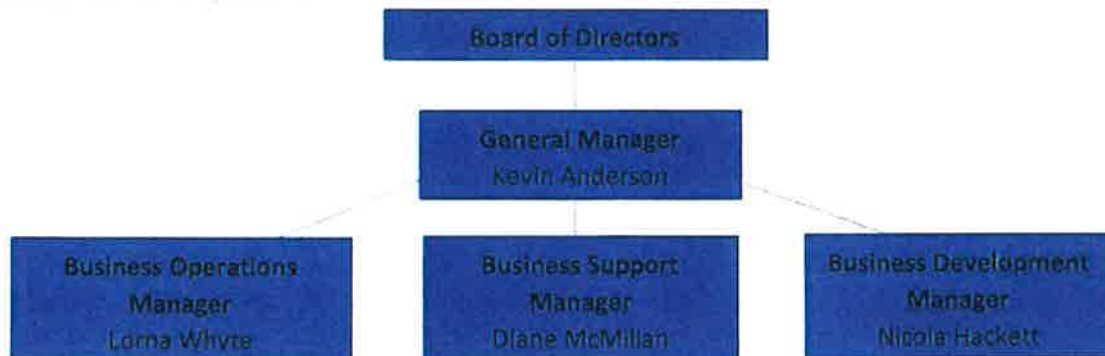 Board of Directors
General Manager
Kevin Anderson
Business Operations
Manager
Lorna Whyte
Business Support
Manager
Diane McMillan
Business Development
Manager
Nicola Hackett